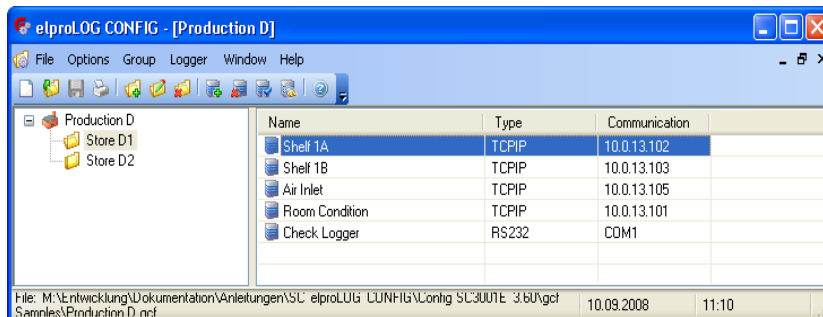 elproLOG CONFIG - [Production D]
File Options Group Logger Window Help
Production D
Store D1
Store D2
Name Type Communication
Shelf 1A TCPIP 10.0.13.102
Shelf 1B TCPIP 10.0.13.103
Air Inlet TCPIP 10.0.13.105
Room Condition TCPIP 10.0.13.101
Check Logger RS232 COM1
File: M:\Entwicklung\Dokumentation\Anleitungen\SC elproLOG CONFIG\Config SC3001E 3.60\gcf
Samples\Production D.gcf 10.09.2008 11:10